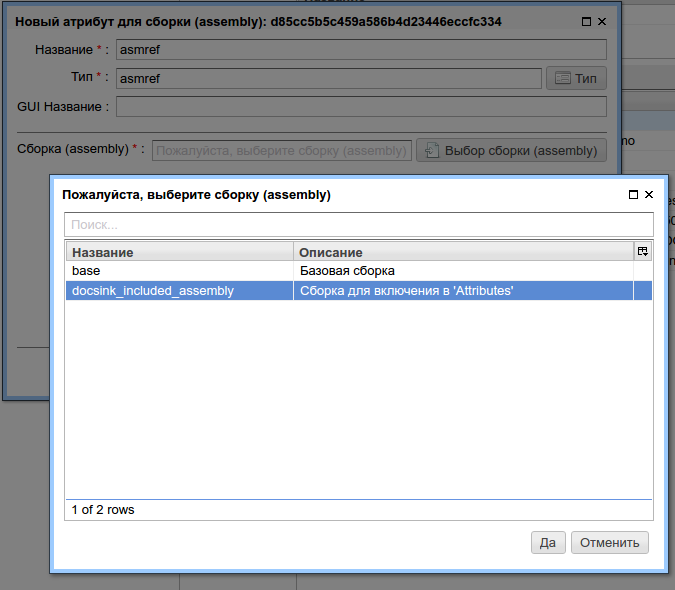 Новый атрибут для сборки (assembly): d85cc5b5c459a586b4d23446eccfc334
Название * : asmref
Тип * : asmref Тип
GUI Название :
Сборка (assembly) * : Пожалуйста, выберите сборку (assembly) Выбор сборки (assembly)
mo
Пожалуйста, выберите сборку (assembly)
Поиск...
Название Описание
base Базовая сборка
docsink_included_assembly Сборка для включения в 'Attributes'
1 of 2 rows
Да Отменить